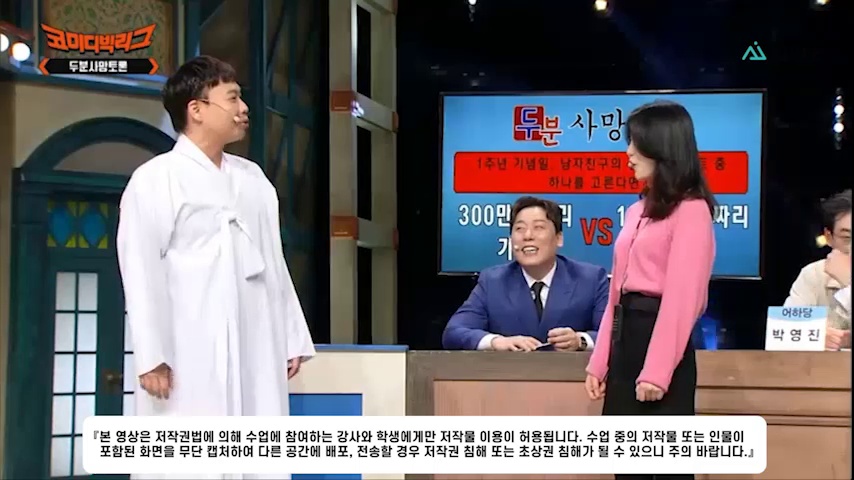 코미디빅리그
두분사망토론
두분 사망
1주년 기념일 남자친구의 중
하나를 고른다면
300만
VS
짜리
어하당
박영진
『본 영상은 저작권법에 의해 수업에 참여하는 강사와 학생에게만 저작물 이용이 허용됩니다. 수업 중의 저작물 또는 인물이
포함된 화면을 무단 캡처하여 다른 공간에 배포, 전송할 경우 저작권 침해 또는 초상권 침해가 될 수 있으니 주의 바랍니다.』